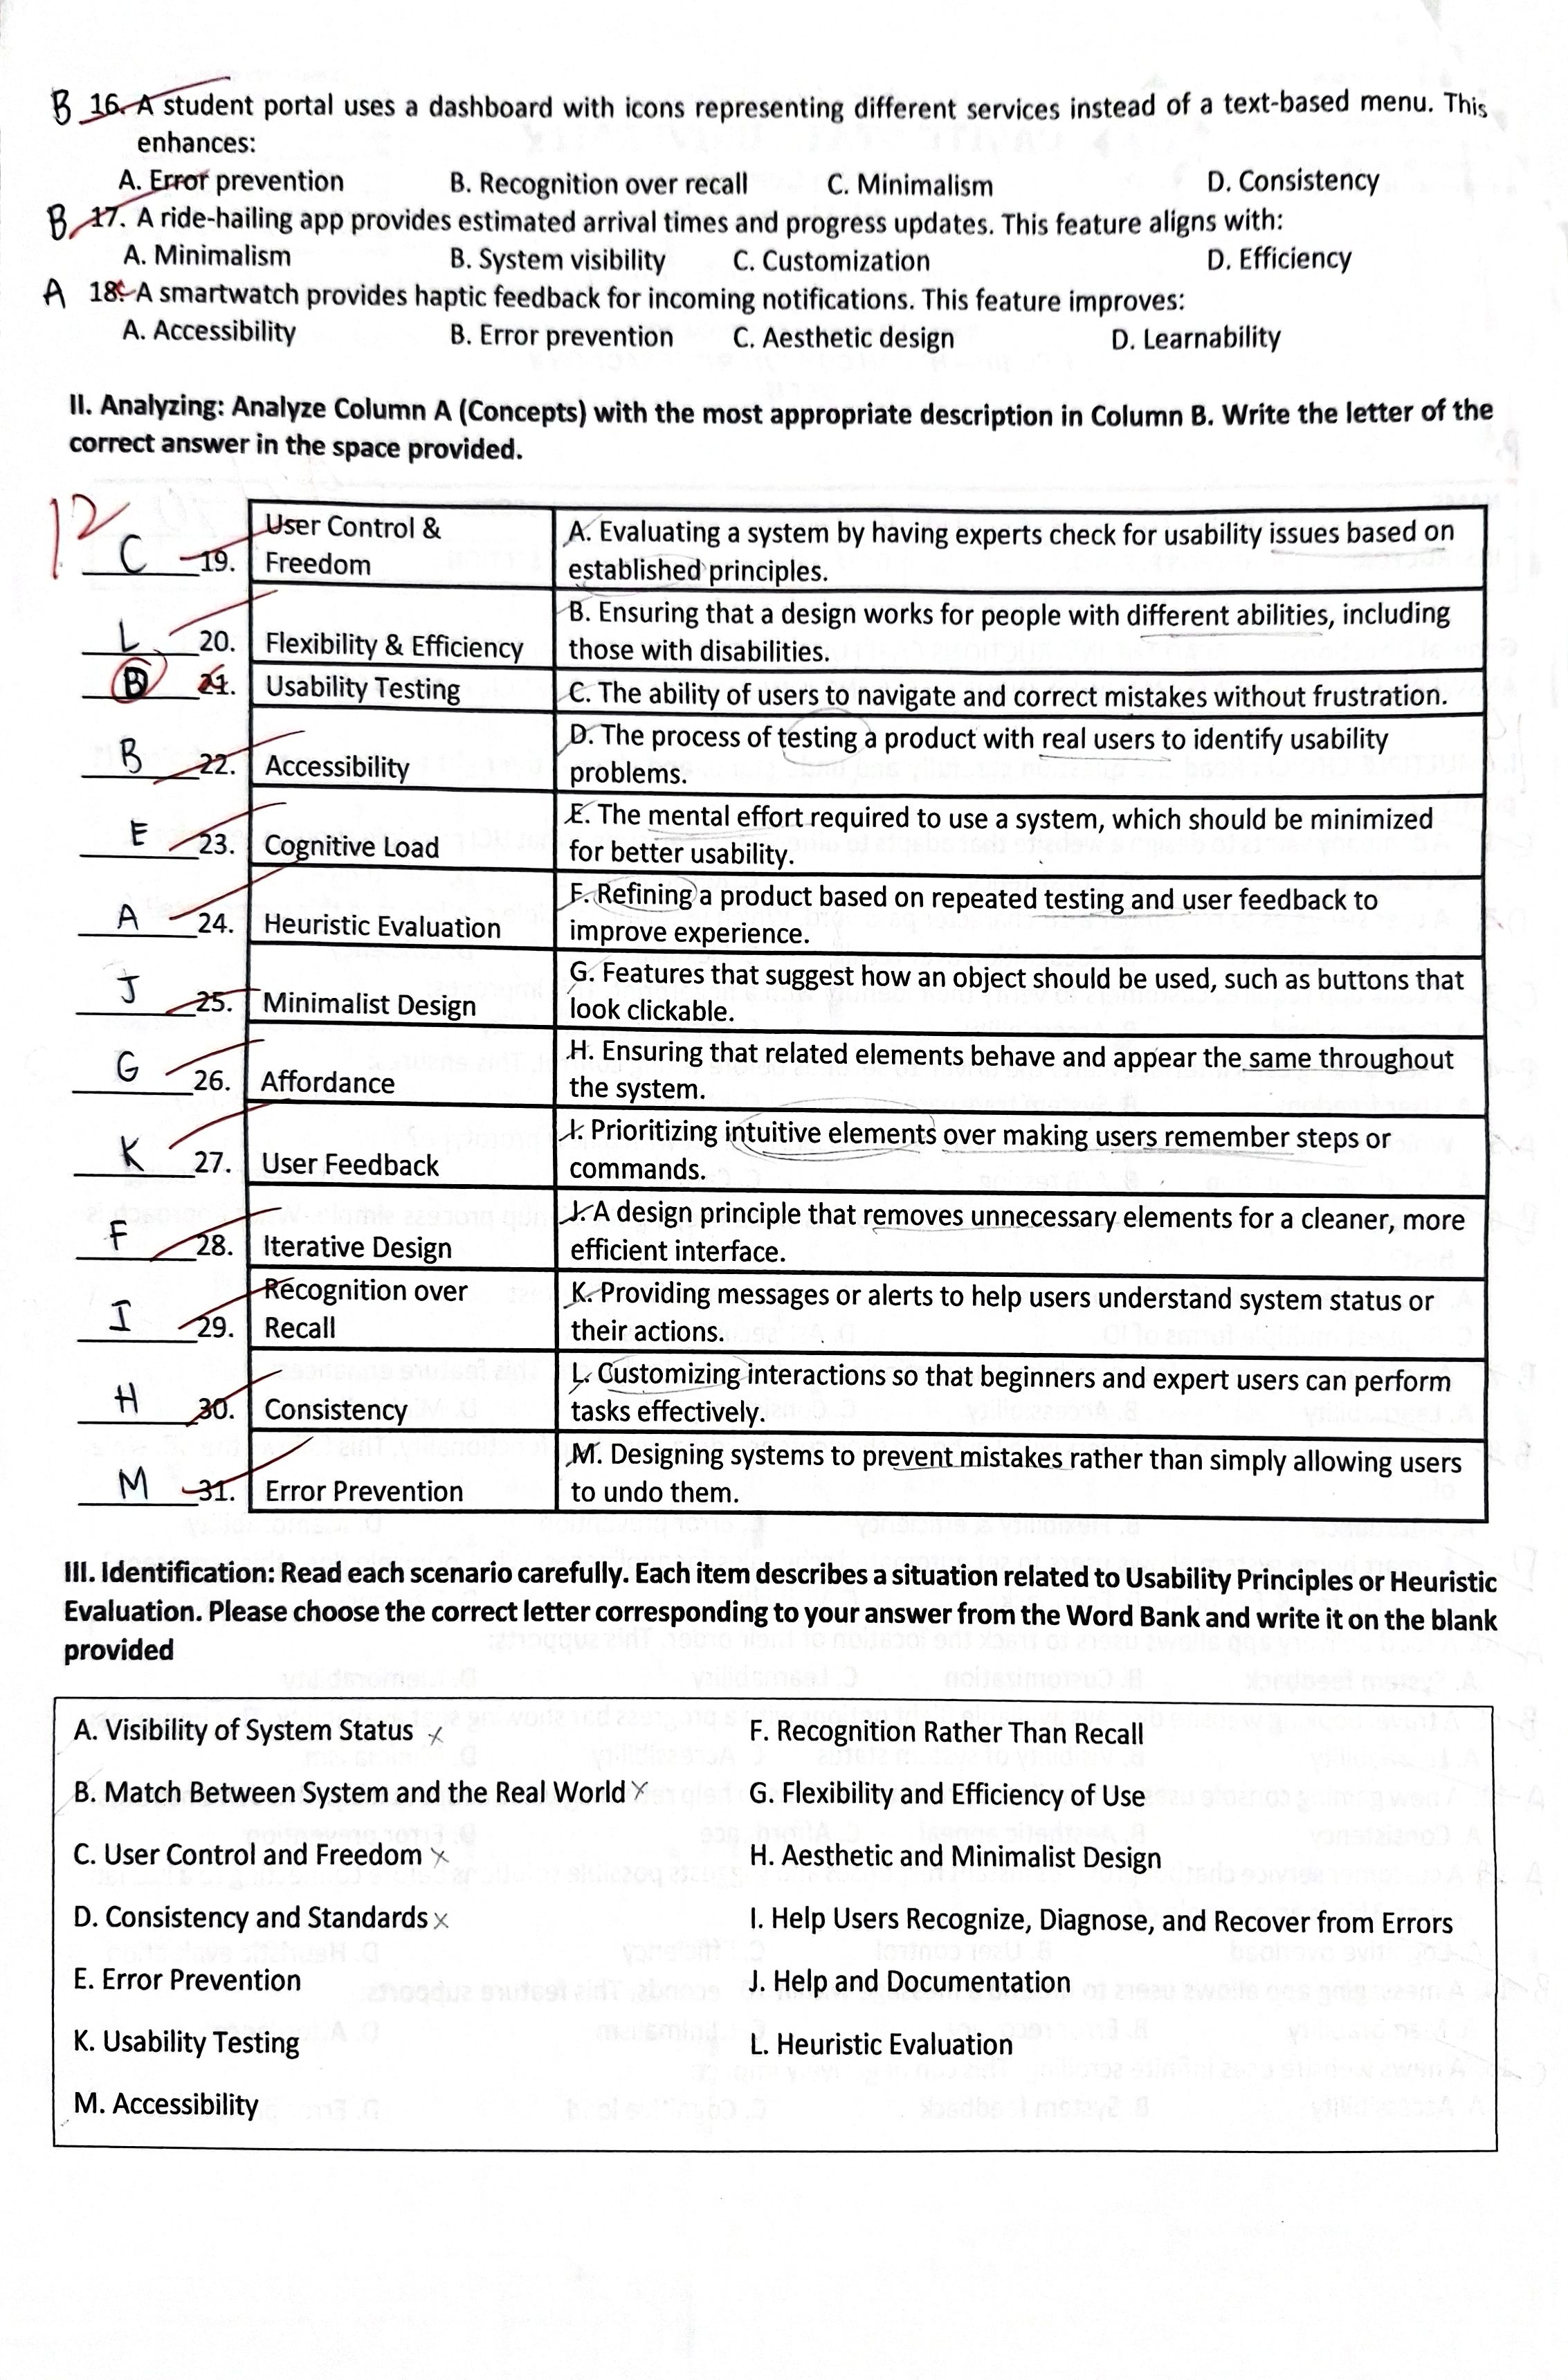 B 16. A student portal uses a dashboard with icons representing different services instead of a text-based menu. This
enhances:
A. Error prevention B. Recognition over recall C. Minimalism D. Consistency
B 17. A ride-hailing app provides estimated arrival times and progress updates. This feature aligns with:
A. Minimalism B. System visibility C. Customization D. Efficiency
A 18. A smartwatch provides haptic feedback for incoming notifications. This feature improves:
A. Accessibility B. Error prevention C. Aesthetic design D. Learnability
II. Analyzing: Analyze Column A (Concepts) with the most appropriate description in Column B. Write the letter of the
correct answer in the space provided.
12
C 19. User Control &
Freedom
A. Evaluating a system by having experts check for usability issues based on
established principles.
L 20. Flexibility & Efficiency
B. Ensuring that a design works for people with different abilities, including
those with disabilities.
21. Usability Testing
C. The ability of users to navigate and correct mistakes without frustration.
B 22. Accessibility
D. The process of testing a product with real users to identify usability
problems.
E 23. Cognitive Load
E. The mental effort required to use a system, which should be minimized
for better usability.
A 24. Heuristic Evaluation
F. Refining a product based on repeated testing and user feedback to
improve experience.
J 25. Minimalist Design
G. Features that suggest how an object should be used, such as buttons that
look clickable.
G 26. Affordance
H. Ensuring that related elements behave and appear the same throughout
the system.
K 27. User Feedback
I. Prioritizing intuitive elements over making users remember steps or
commands.
F 28. Iterative Design
J. A design principle that removes unnecessary elements for a cleaner, more
efficient interface.
I 29. Recognition over
Recall
K. Providing messages or alerts to help users understand system status or
their actions.
H 30. Consistency
L. Customizing interactions so that beginners and expert users can perform
tasks effectively.
M 31. Error Prevention
M. Designing systems to prevent mistakes rather than simply allowing users
to undo them.
III. Identification: Read each scenario carefully. Each item describes a situation related to Usability Principles or Heuristic
Evaluation. Please choose the correct letter corresponding to your answer from the Word Bank and write it on the blank
provided
A. Visibility of System Status x F. Recognition Rather Than Recall
B. Match Between System and the Real World x G. Flexibility and Efficiency of Use
C. User Control and Freedom x H. Aesthetic and Minimalist Design
D. Consistency and Standards x I. Help Users Recognize, Diagnose, and Recover from Errors
E. Error Prevention J. Help and Documentation
K. Usability Testing L. Heuristic Evaluation
M. Accessibility